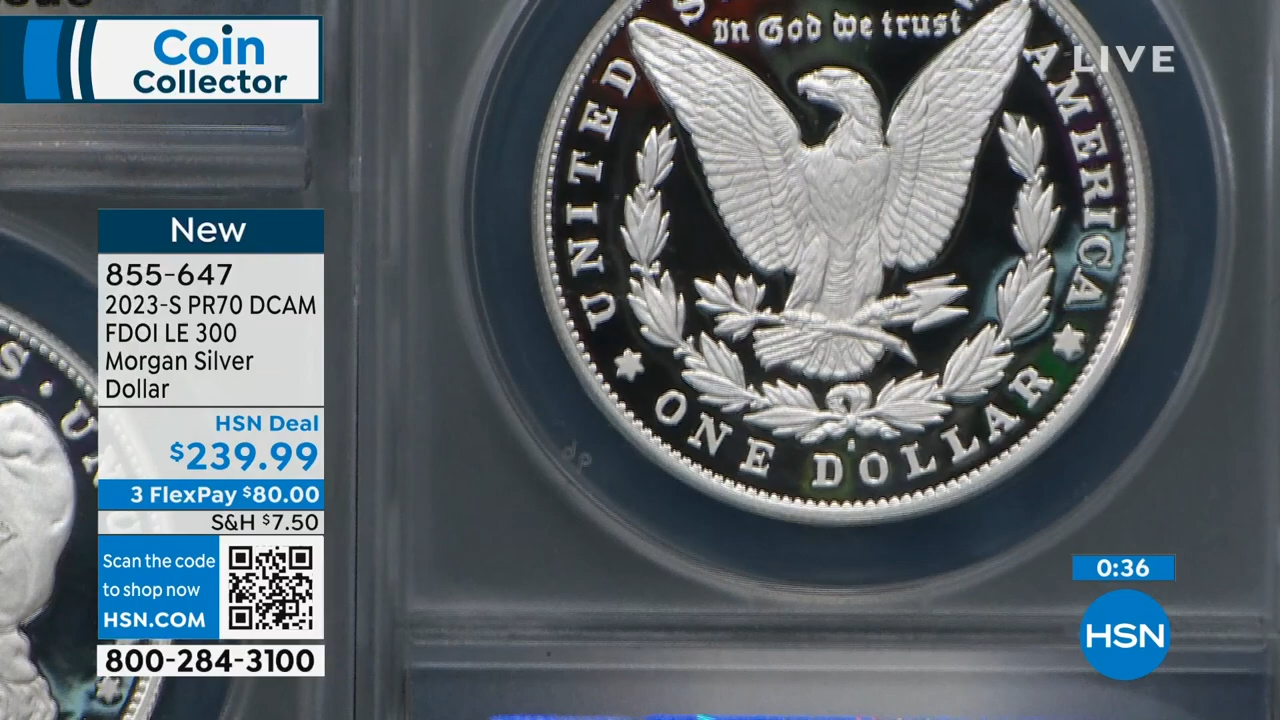 Coin
Collector
LIVE
New
855-647
2023-S PR70 DCAM
FDOI LE 300
Morgan Silver
Dollar
HSN Deal
$239.99
3 FlexPay $80.00
S&H $7.50
Scan the code
to shop now
HSN.COM
800-284-3100
In God we trust
UNITED
AMERICA
ONE DOLLAR
0:36
HSN